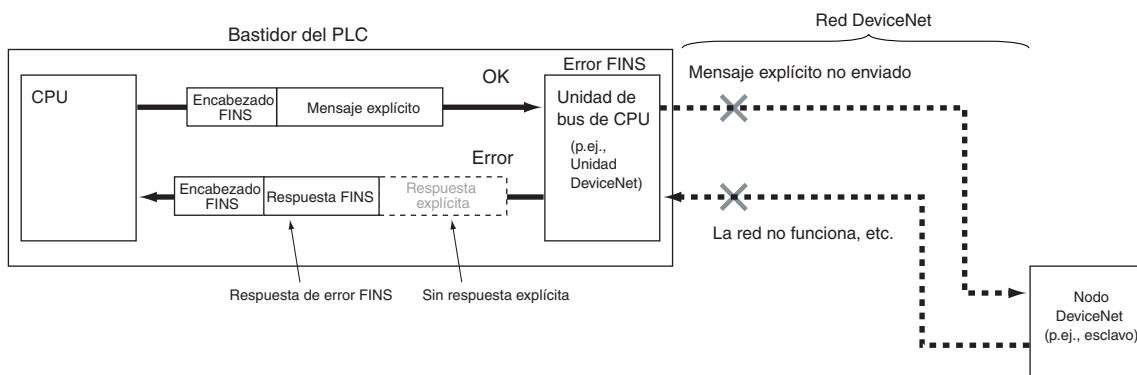 Red DeviceNet
Bastidor del PLC
Error FINS
CPU
OK
Encabezado
FINS
Mensaje explícito
Unidad de
bus de CPU
(p.ej.,
Unidad
DeviceNet)
Mensaje explícito no enviado
Error
Encabezado
FINS
Respuesta FINS
Respuesta
explícita
La red no funciona, etc.
Respuesta de error FINS
Sin respuesta explícita
Nodo
DeviceNet
(p.ej., esclavo)